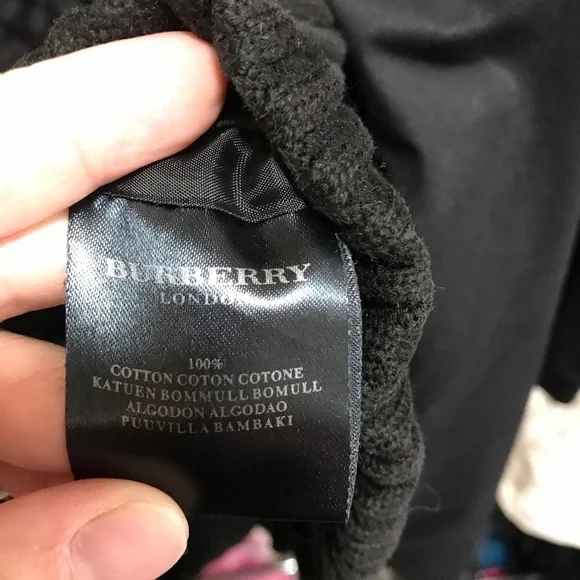 BURBERRY
LONDON
100%
COTTON COTON COTONE
KATUEN BOMMULL BOMULL
ALGODON ALGODAO
PUUVILLA BAMBAKI